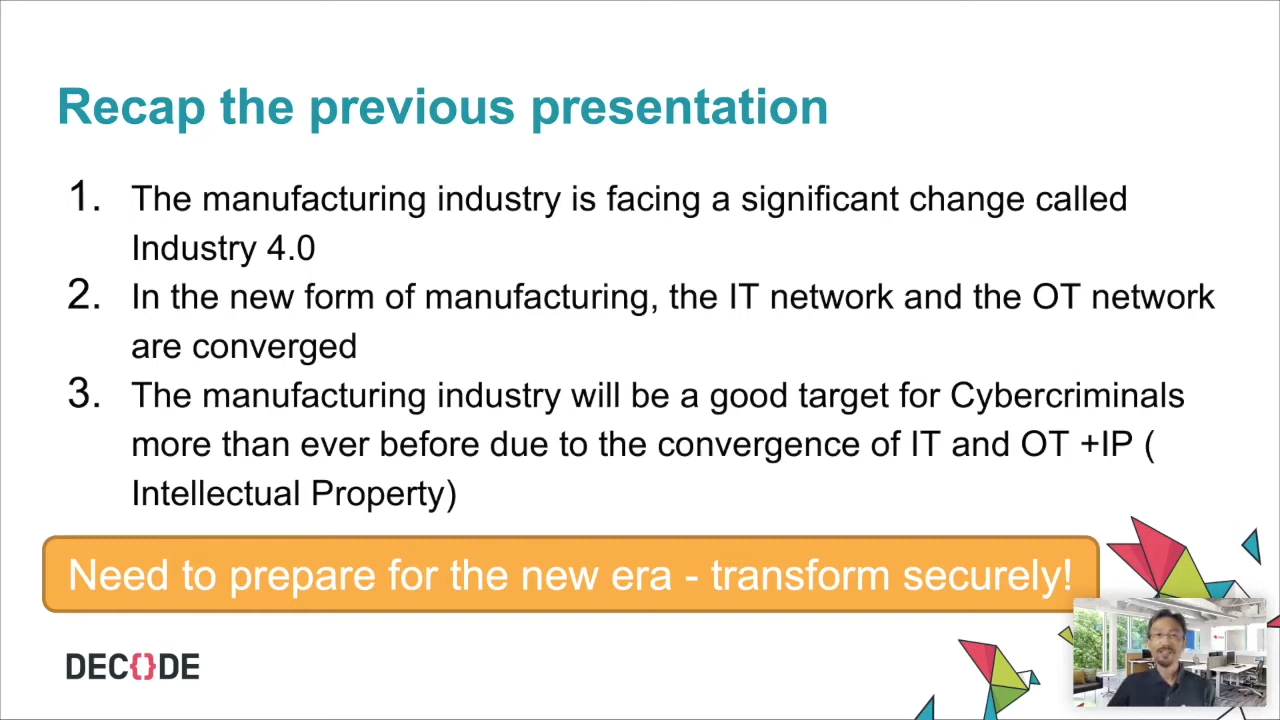 Recap the previous presentation
1. The manufacturing industry is facing a significant change called
Industry 4.0
2. In the new form of manufacturing, the IT network and the OT network
are converged
3. The manufacturing industry will be a good target for Cybercriminals
more than ever before due to the convergence of IT and OT +IP (
Intellectual Property)
Need to prepare for the new era - transform securely!
DEC{}DE